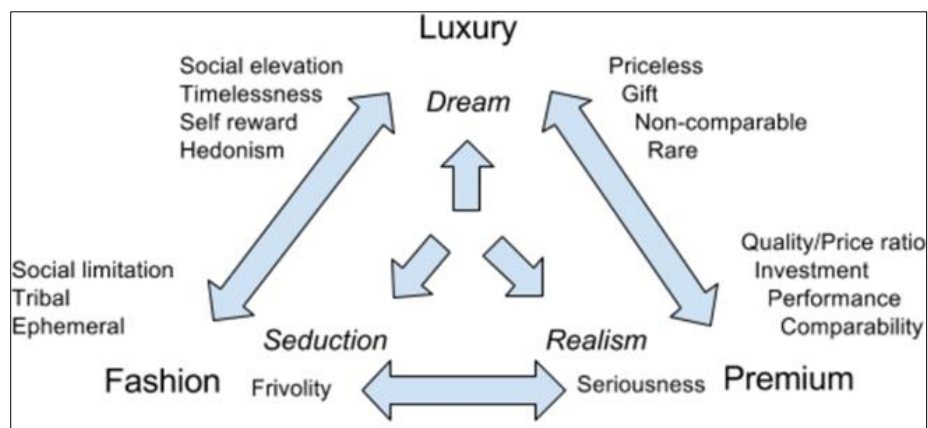 Luxury
Social elevation
Timelessness
Self reward
Hedonism
Dream
Priceless
Gift
Non-comparable
Rare
Social limitation
Tribal
Ephemeral
Quality/Price ratio
Investment
Performance
Comparability
Seduction
Realism
Fashion
Frivolity
Seriousness
Premium